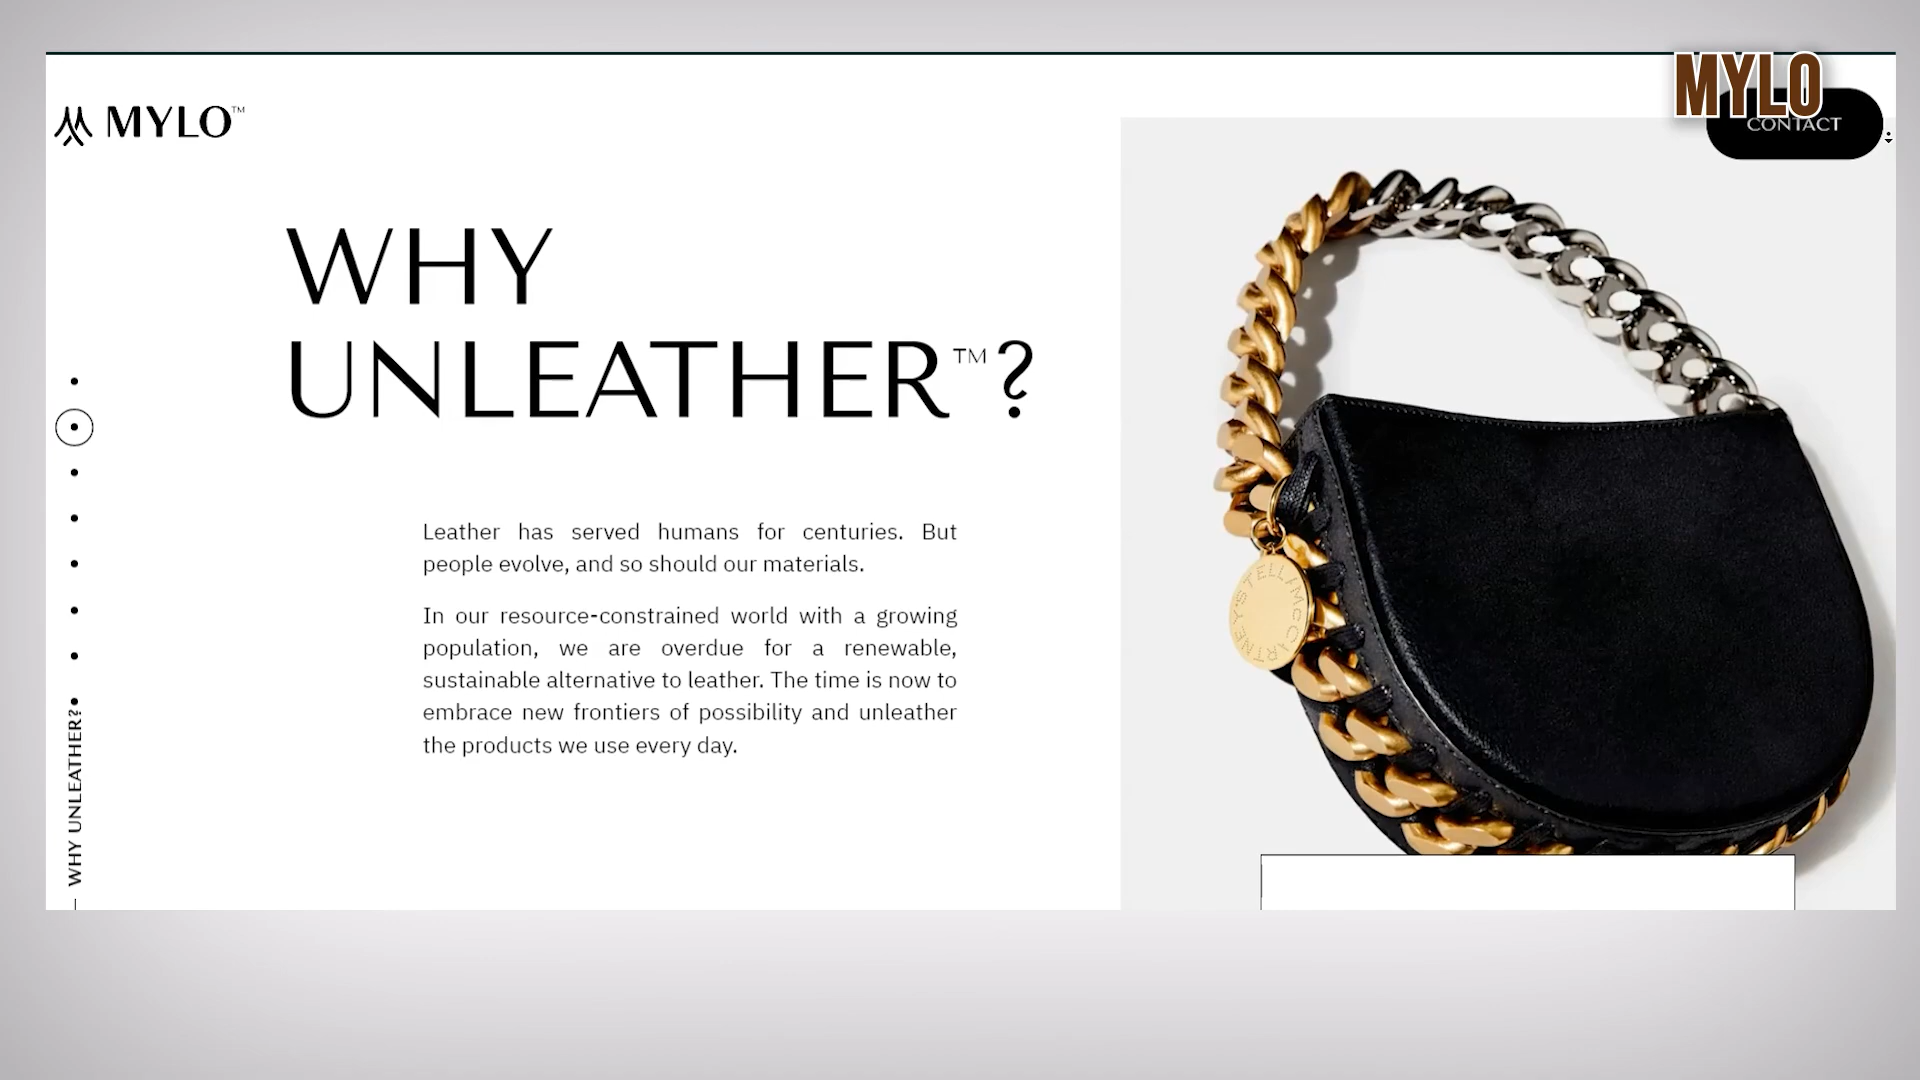 MYLO
MYLO™
CONTACT
WHY
UNLEATHER™?
Leather has served humans for centuries. But
people evolve, and so should our materials.
In our resource-constrained world with a growing
population, we are overdue for a renewable,
sustainable alternative to leather. The time is now to
embrace new frontiers of possibility and unleather
the products we use every day.
WHY UNLEATHER?
STELLA McCARTNEY